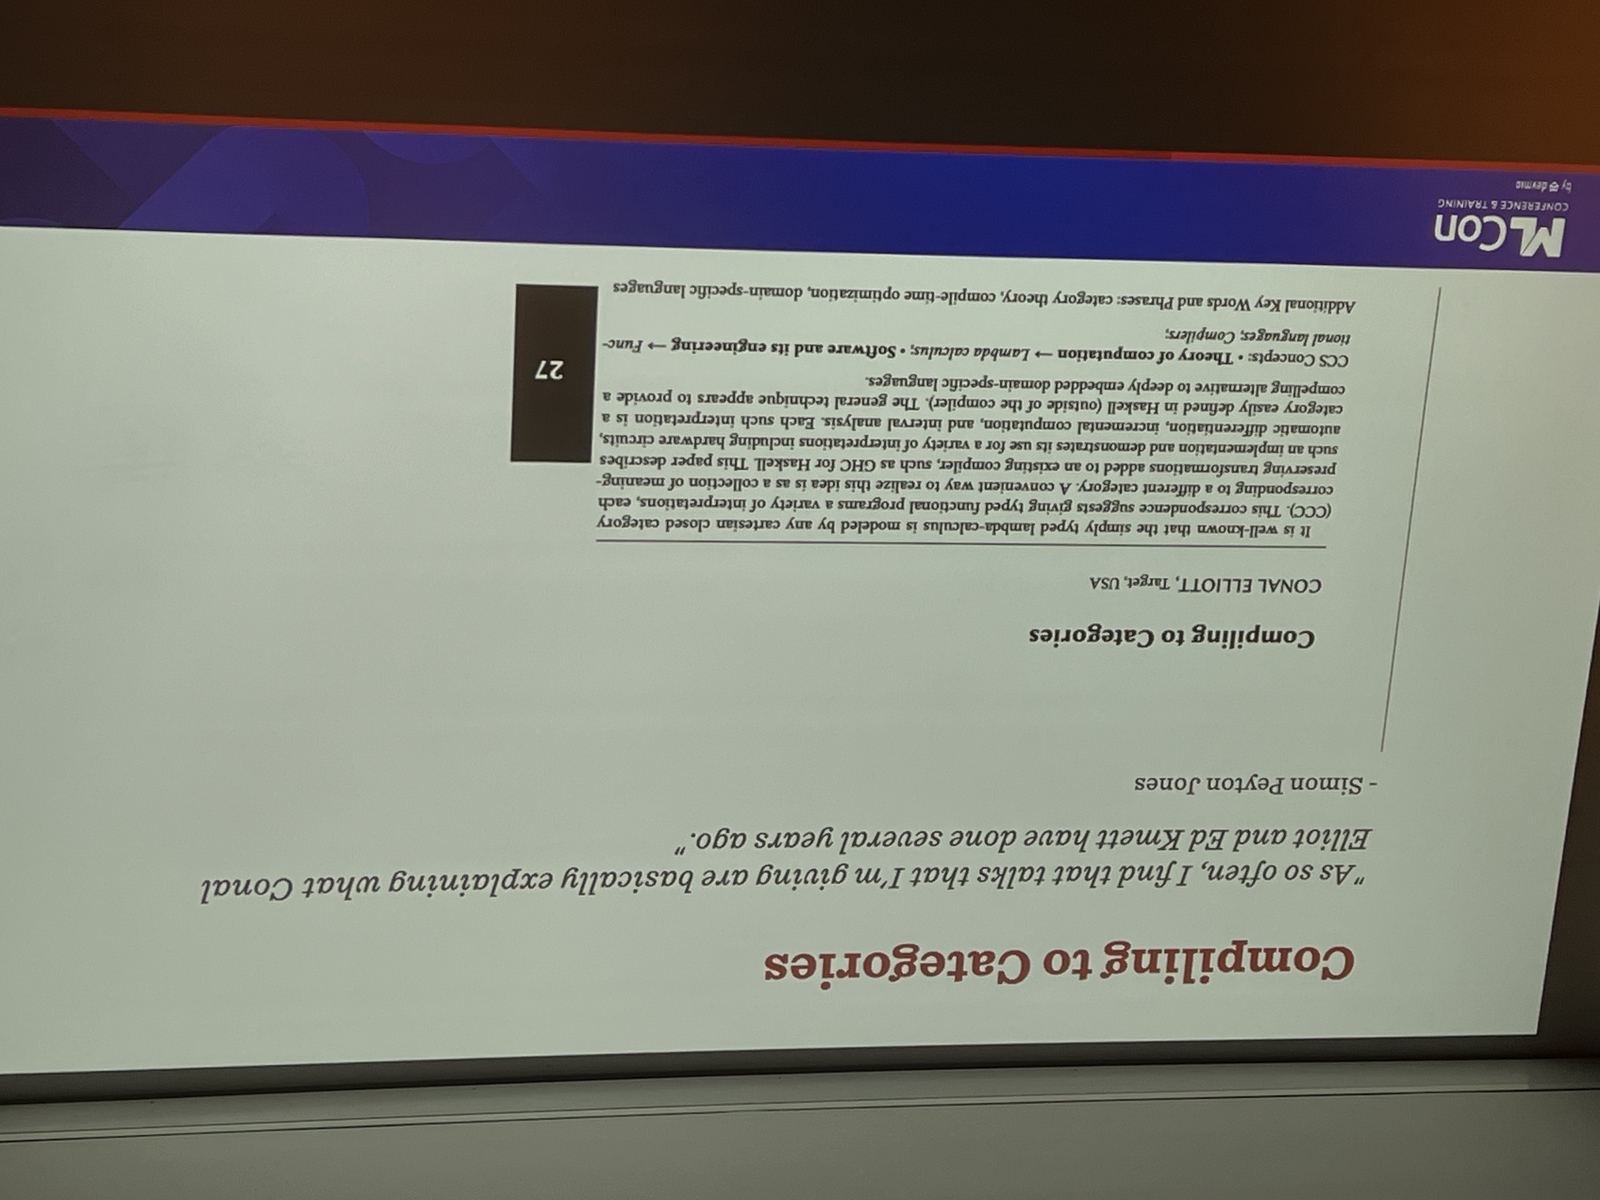 Compiling to Categories
"As so often, I find that talks that I'm giving are basically explaining what Conal
Elliot and Ed Kmett have done several years ago."
- Simon Peyton Jones
Compiling to Categories
CONAL ELLIOTT, Target, USA
It is well-known that the simply typed lambda-calculus is modeled by any cartesian closed category
(CCC). This correspondence suggests giving typed functional programs a variety of interpretations, each
corresponding to a different category. A convenient way to realize this idea is as a collection of meaning-
preserving transformations added to an existing compiler, such as GHC for Haskell. This paper describes
such an implementation and demonstrates its use for a variety of interpretations including hardware circuits,
automatic differentiation, incremental computation, and interval analysis. Each such interpretation is a
category easily defined in Haskell (outside of the compiler). The general technique appears to provide a
compelling alternative to deeply embedded domain-specific languages.
27
CCS Concepts: • Theory of computation → Lambda calculus; • Software and its engineering → Func-
tional languages; Compilers;
Additional Key Words and Phrases: category theory, compile-time optimization, domain-specific languages
MLCon
CONFERENCE & TRAINING
by devmio